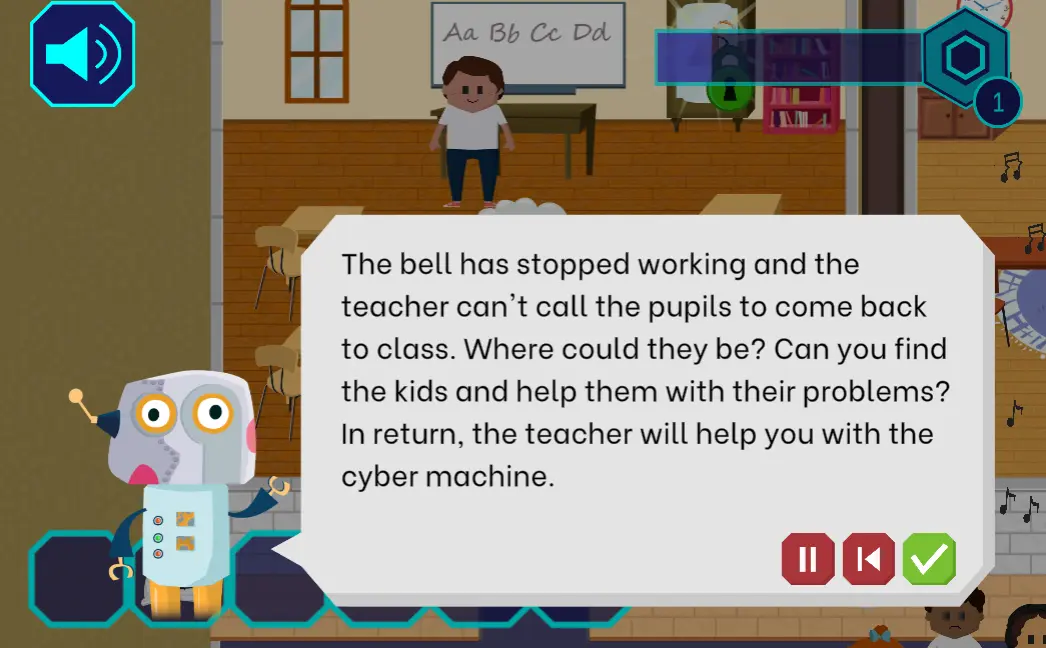 Aa Bb Cc Dd
1
The bell has stopped working and the
teacher can't call the pupils to come back
to class. Where could they be? Can you find
the kids and help them with their problems?
In return, the teacher will help you with the
cyber machine.